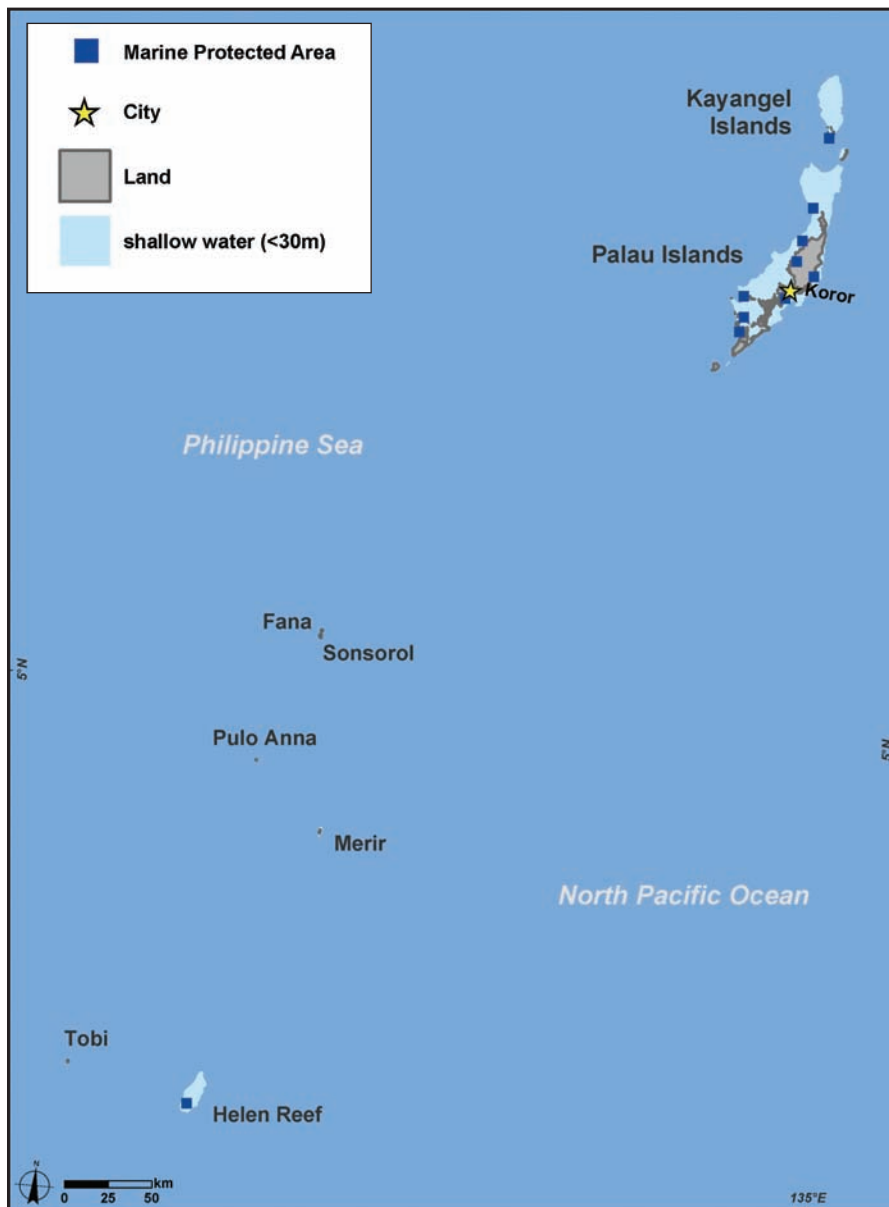 Marine Protected Area
City
Land
shallow water (<30m)
Kayangel
Islands
Palau Islands
Koror
Philippine Sea
Fana
Sonsorol
5°N
Pulo Anna
5°N
Merir
North Pacific Ocean
Tobi
Helen Reef
N
km
0 25 50
135°E